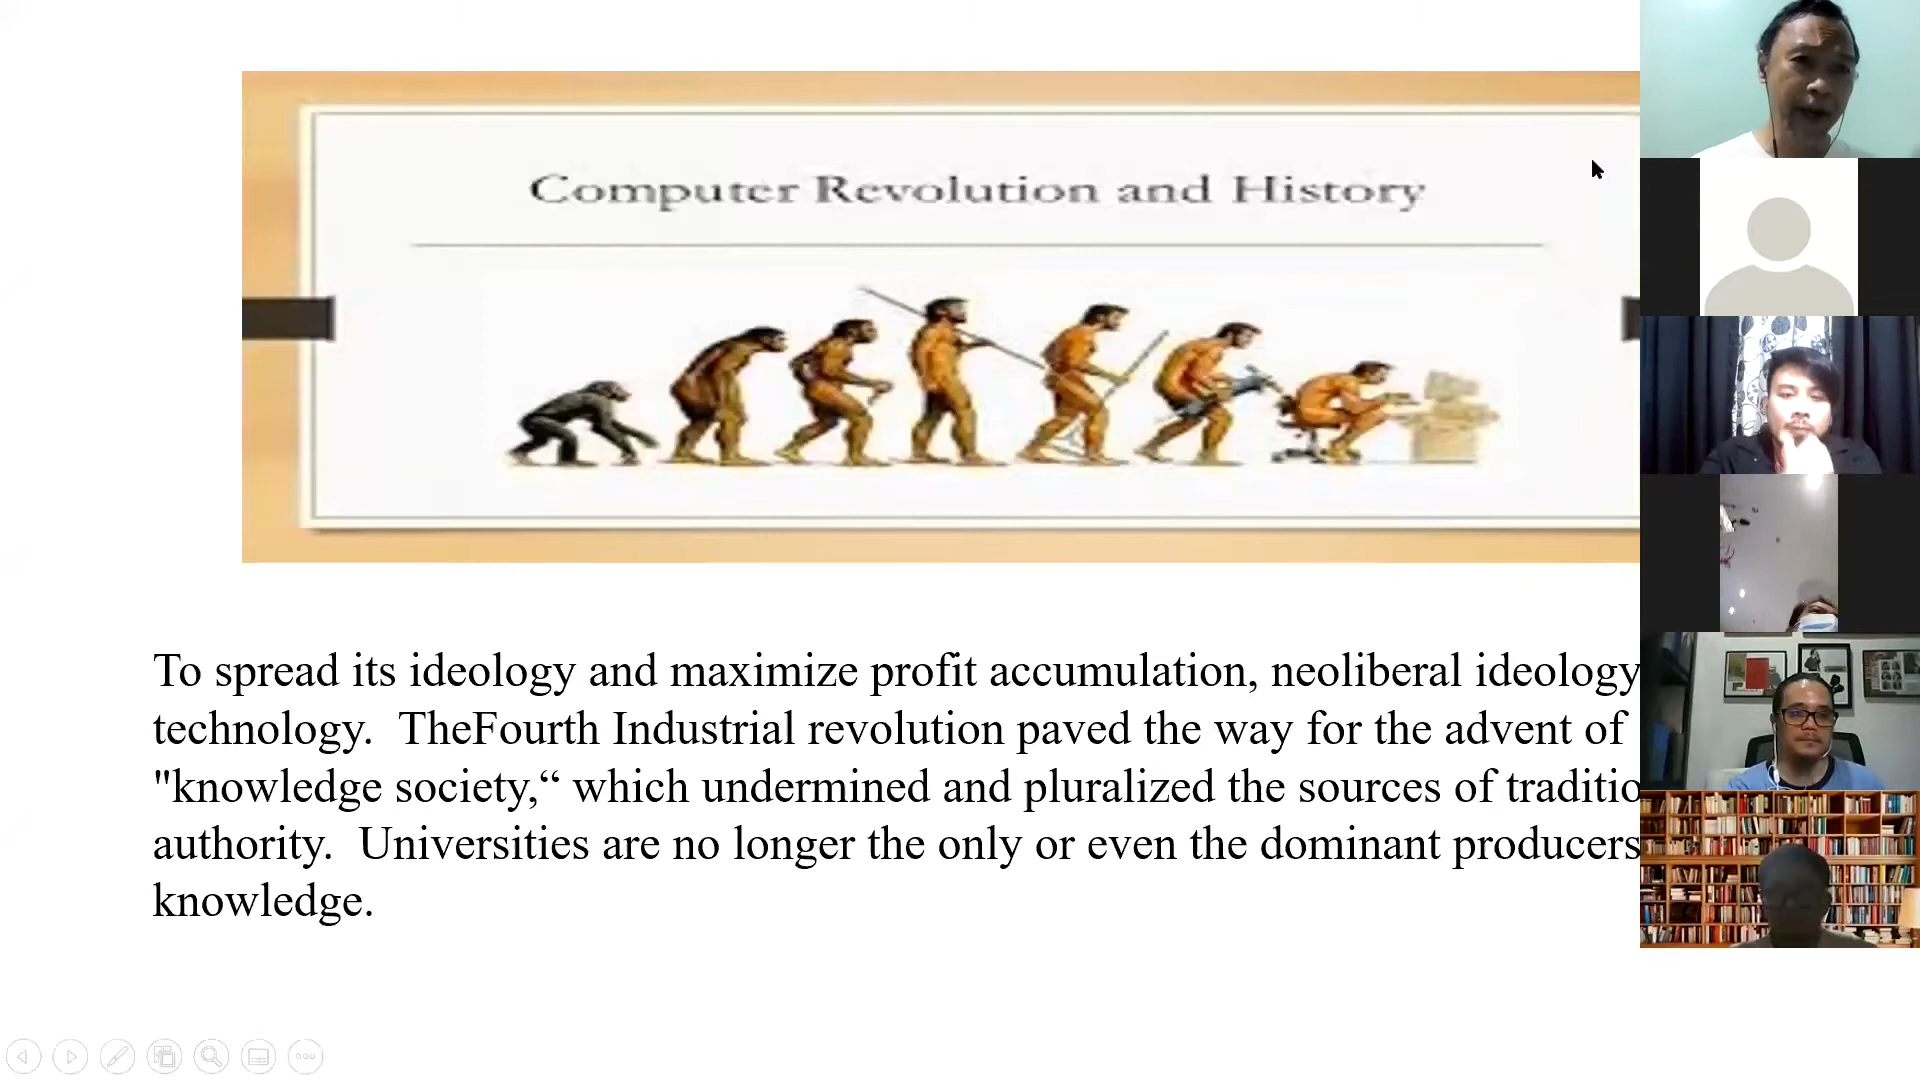 Computer Revolution and History
To spread its ideology and maximize profit accumulation, neoliberal ideology
technology.  TheFourth Industrial revolution paved the way for the advent of
"knowledge society,“ which undermined and pluralized the sources of traditio
authority.  Universities are no longer the only or even the dominant producers
knowledge.